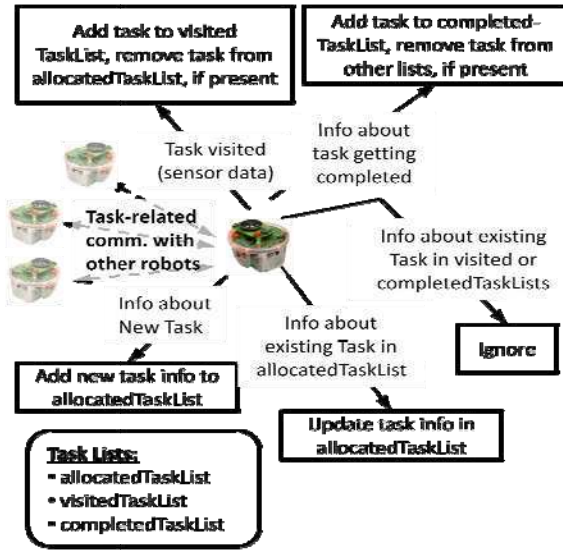 Add task to visited
TaskList, remove task from
allocatedTaskList, if present
Add task to completed-
TaskList, remove task from
other lists, if present
Task visited
(sensor data)
Info about
task getting
completed
Task-related
comm. with
other robots
Info about existing
Task in visited or
completedTaskLists
Info about
New Task
Info about
existing Task in
allocatedTaskList
Ignore
Add new task info to
allocatedTaskList
Update task info in
allocatedTaskList
Task Lists:
▪ allocatedTaskList
▪ visitedTaskList
▪ completedTaskList